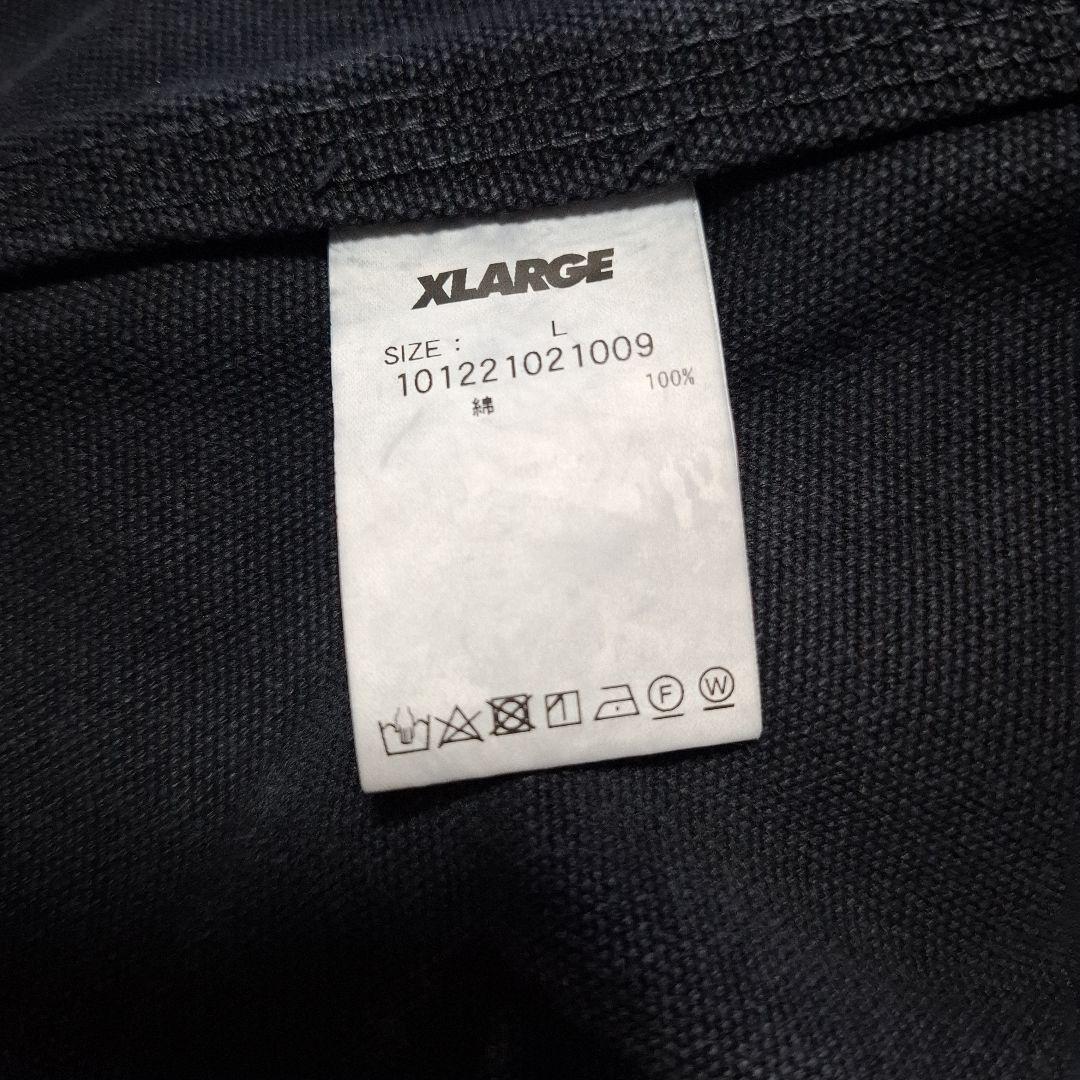 XLARGE
SIZE : L
101221021009
綿 100%
F W